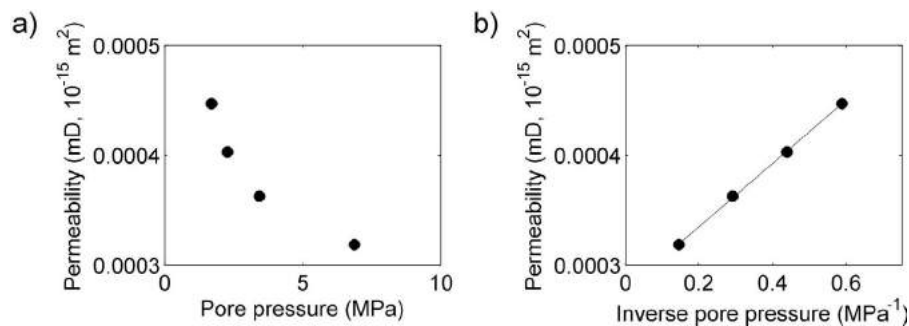 a)
Permeability (mD, 10⁻¹⁵ m²)
0.0005
0.0004
0.0003
0
5
10
Pore pressure (MPa)
b)
Permeability (mD, 10⁻¹⁵ m²)
0.0005
0.0004
0.0003
0
0.2
0.4
0.6
Inverse pore pressure (MPa⁻¹)